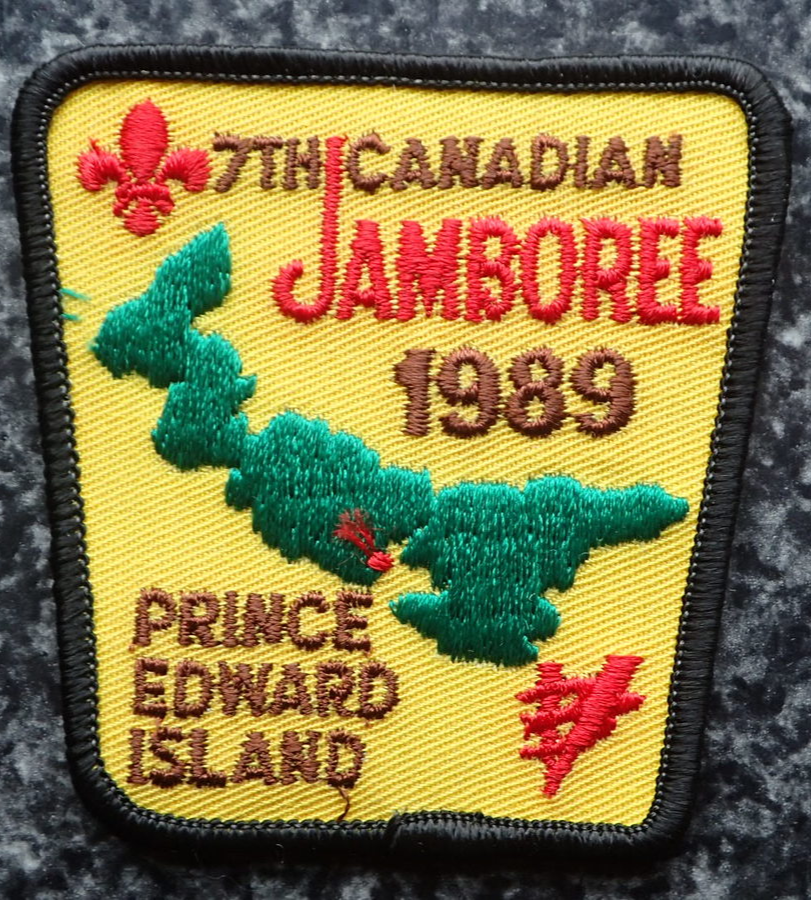 7TH CANADIAN
JAMBOREE
1989
PRINCE
EDWARD
ISLAND